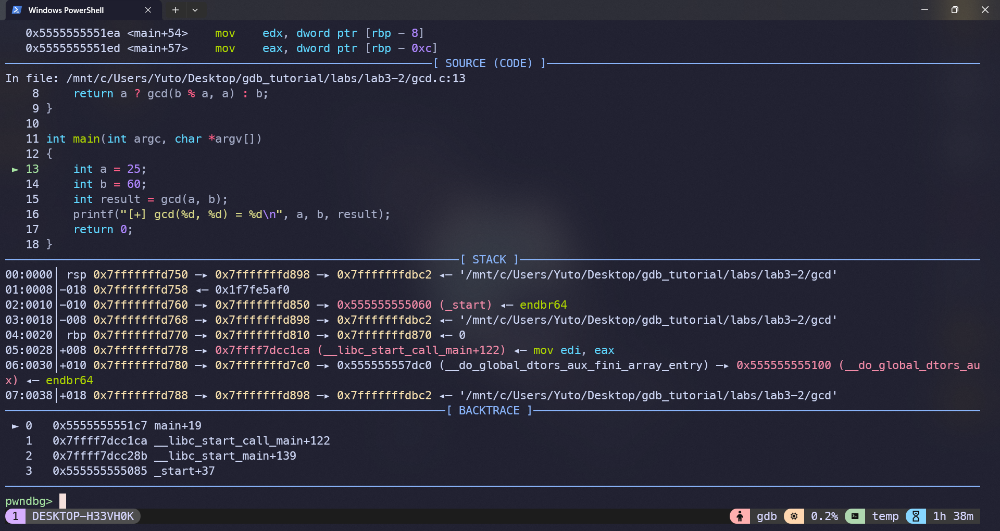 Windows PowerShell
0x5555555551ea <main+54>    mov    edx, dword ptr [rbp - 8]
0x5555555551ed <main+57>    mov    eax, dword ptr [rbp - 0xc]
[ SOURCE (CODE) ]
In file: /mnt/c/Users/Yuto/Desktop/gdb_tutorial/labs/lab3-2/gcd.c:13
8     return a ? gcd(b % a, a) : b;
9 }
10
11 int main(int argc, char *argv[])
12 {
► 13     int a = 25;
14     int b = 60;
15     int result = gcd(a, b);
16     printf("[+] gcd(%d, %d) = %d\n", a, b, result);
17     return 0;
18 }
[ STACK ]
00:0000│ rsp 0x7fffffffd750 —▸ 0x7fffffffd898 —▸ 0x7fffffffdbc2 ◂— '/mnt/c/Users/Yuto/Desktop/gdb_tutorial/labs/lab3-2/gcd'
01:0008│-018 0x7fffffffd758 ◂— 0x1f7fe5af0
02:0010│-010 0x7fffffffd760 —▸ 0x7fffffffd850 —▸ 0x555555555060 (_start) ◂— endbr64
03:0018│-008 0x7fffffffd768 —▸ 0x7fffffffd898 —▸ 0x7fffffffdbc2 ◂— '/mnt/c/Users/Yuto/Desktop/gdb_tutorial/labs/lab3-2/gcd'
04:0020│ rbp 0x7fffffffd770 —▸ 0x7fffffffd810 —▸ 0x7fffffffd870 ◂— 0
05:0028│+008 0x7fffffffd778 —▸ 0x7ffff7dcc1ca (__libc_start_call_main+122) ◂— mov edi, eax
06:0030│+010 0x7fffffffd780 —▸ 0x7fffffffd7c0 —▸ 0x555555557dc0 (__do_global_dtors_aux_fini_array_entry) —▸ 0x555555555100 (__do_global_dtors_au
x) ◂— endbr64
07:0038│+018 0x7fffffffd788 —▸ 0x7fffffffd898 —▸ 0x7fffffffdbc2 ◂— '/mnt/c/Users/Yuto/Desktop/gdb_tutorial/labs/lab3-2/gcd'
[ BACKTRACE ]
► 0   0x5555555551c7 main+19
1   0x7ffff7dcc1ca __libc_start_call_main+122
2   0x7ffff7dcc28b __libc_start_main+139
3   0x555555555085 _start+37
pwndbg>
1 DESKTOP-H33VH0K gdb 0.2% temp 1h 38m